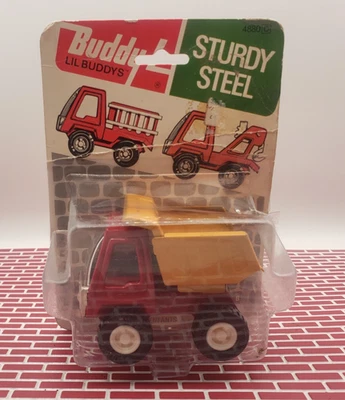 Buddy L
®
LIL BUDDYS
STURDY
STEEL